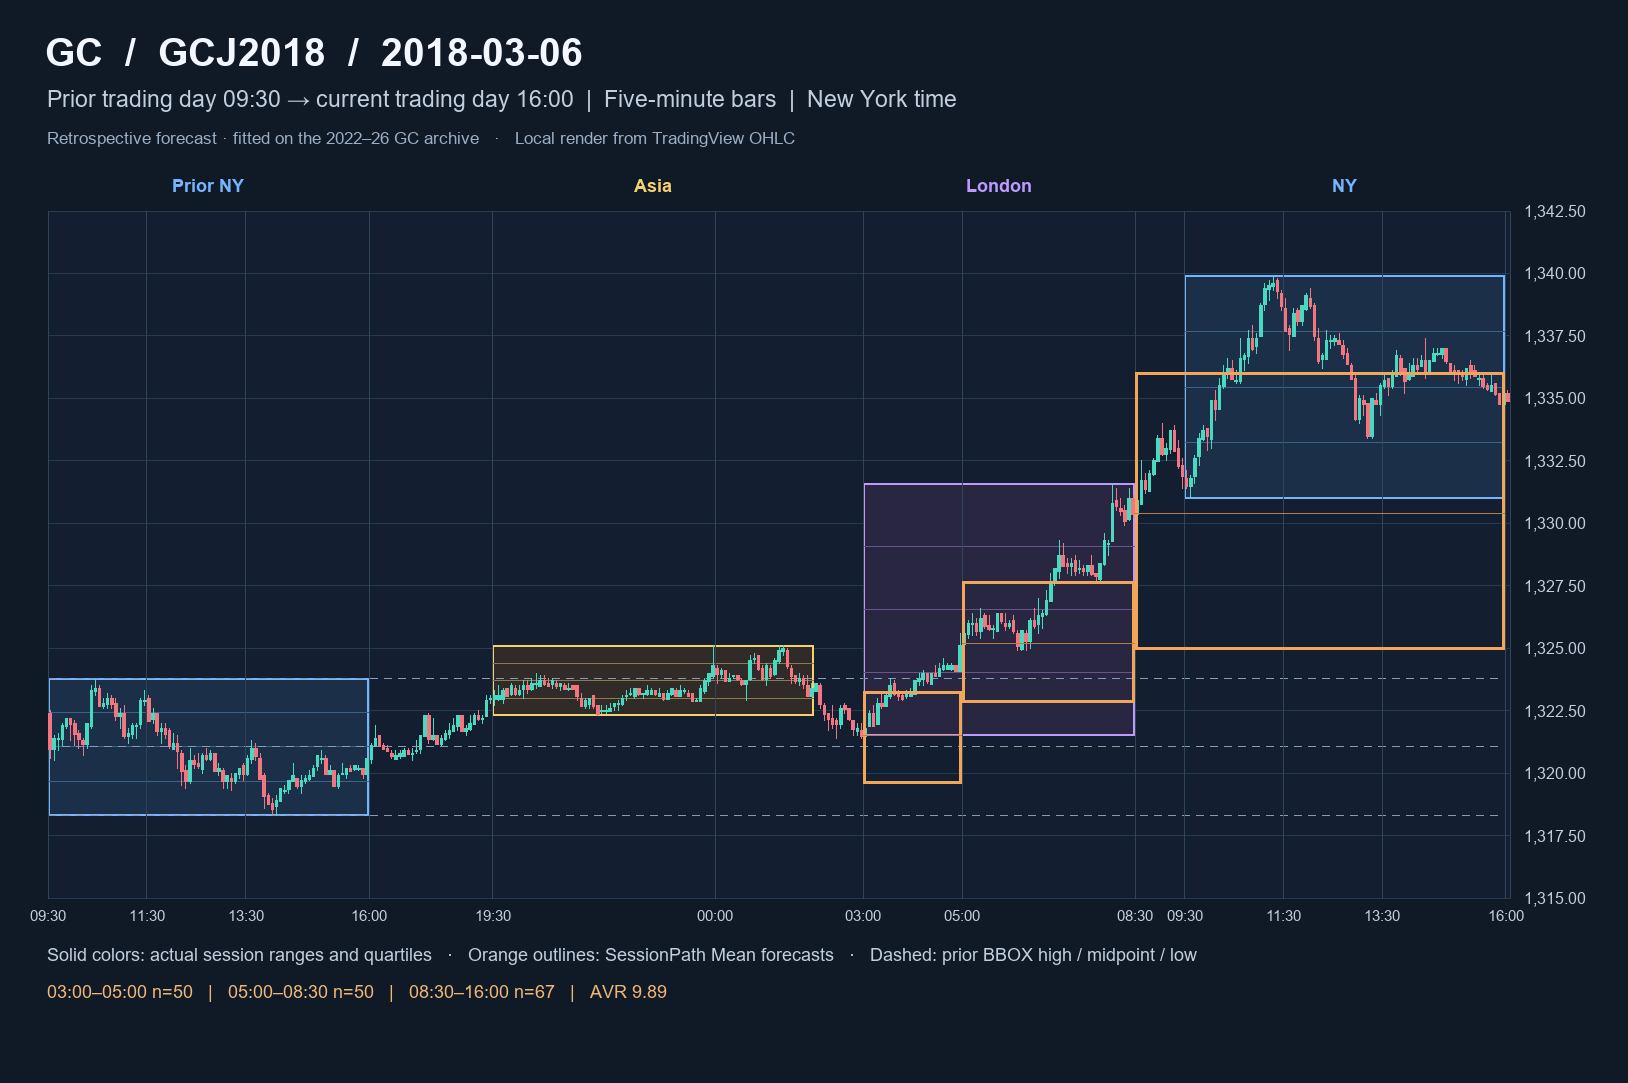 GC / GCJ2018 / 2018-03-06
Prior trading day 09:30 → current trading day 16:00 | Five-minute bars | New York time
Retrospective forecast · fitted on the 2022–26 GC archive · Local render from TradingView OHLC
Prior NY Asia London NY
1,342.50
1,340.00
1,337.50
1,335.00
1,332.50
1,330.00
1,327.50
1,325.00
1,322.50
1,320.00
1,317.50
1,315.00
09:30 11:30 13:30 16:00 19:30 00:00 03:00 05:00 08:30 09:30 11:30 13:30 16:00
Solid colors: actual session ranges and quartiles · Orange outlines: SessionPath Mean forecasts · Dashed: prior BBOX high / midpoint / low
03:00–05:00 n=50 | 05:00–08:30 n=50 | 08:30–16:00 n=67 | AVR 9.89